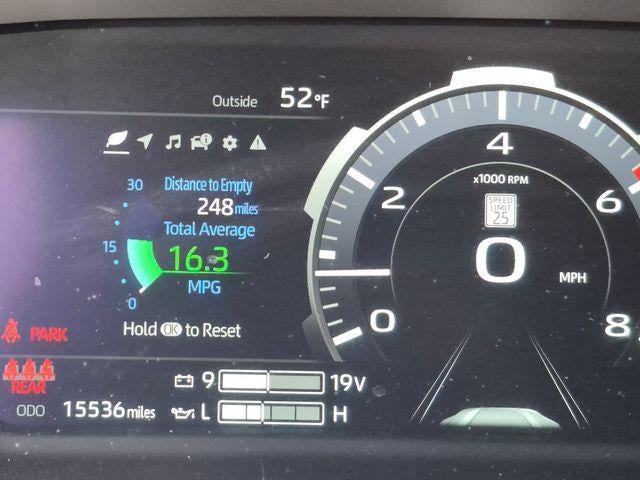 Outside 52°F
30
Distance to Empty
248 miles
Total Average
15
16.3
MPG
0
Hold OK to Reset
PARK
REAR
ODO 15536 miles
9 19V
L H
x1000 RPM
0
2
4
6
8
SPEED
LIMIT
25
0 MPH